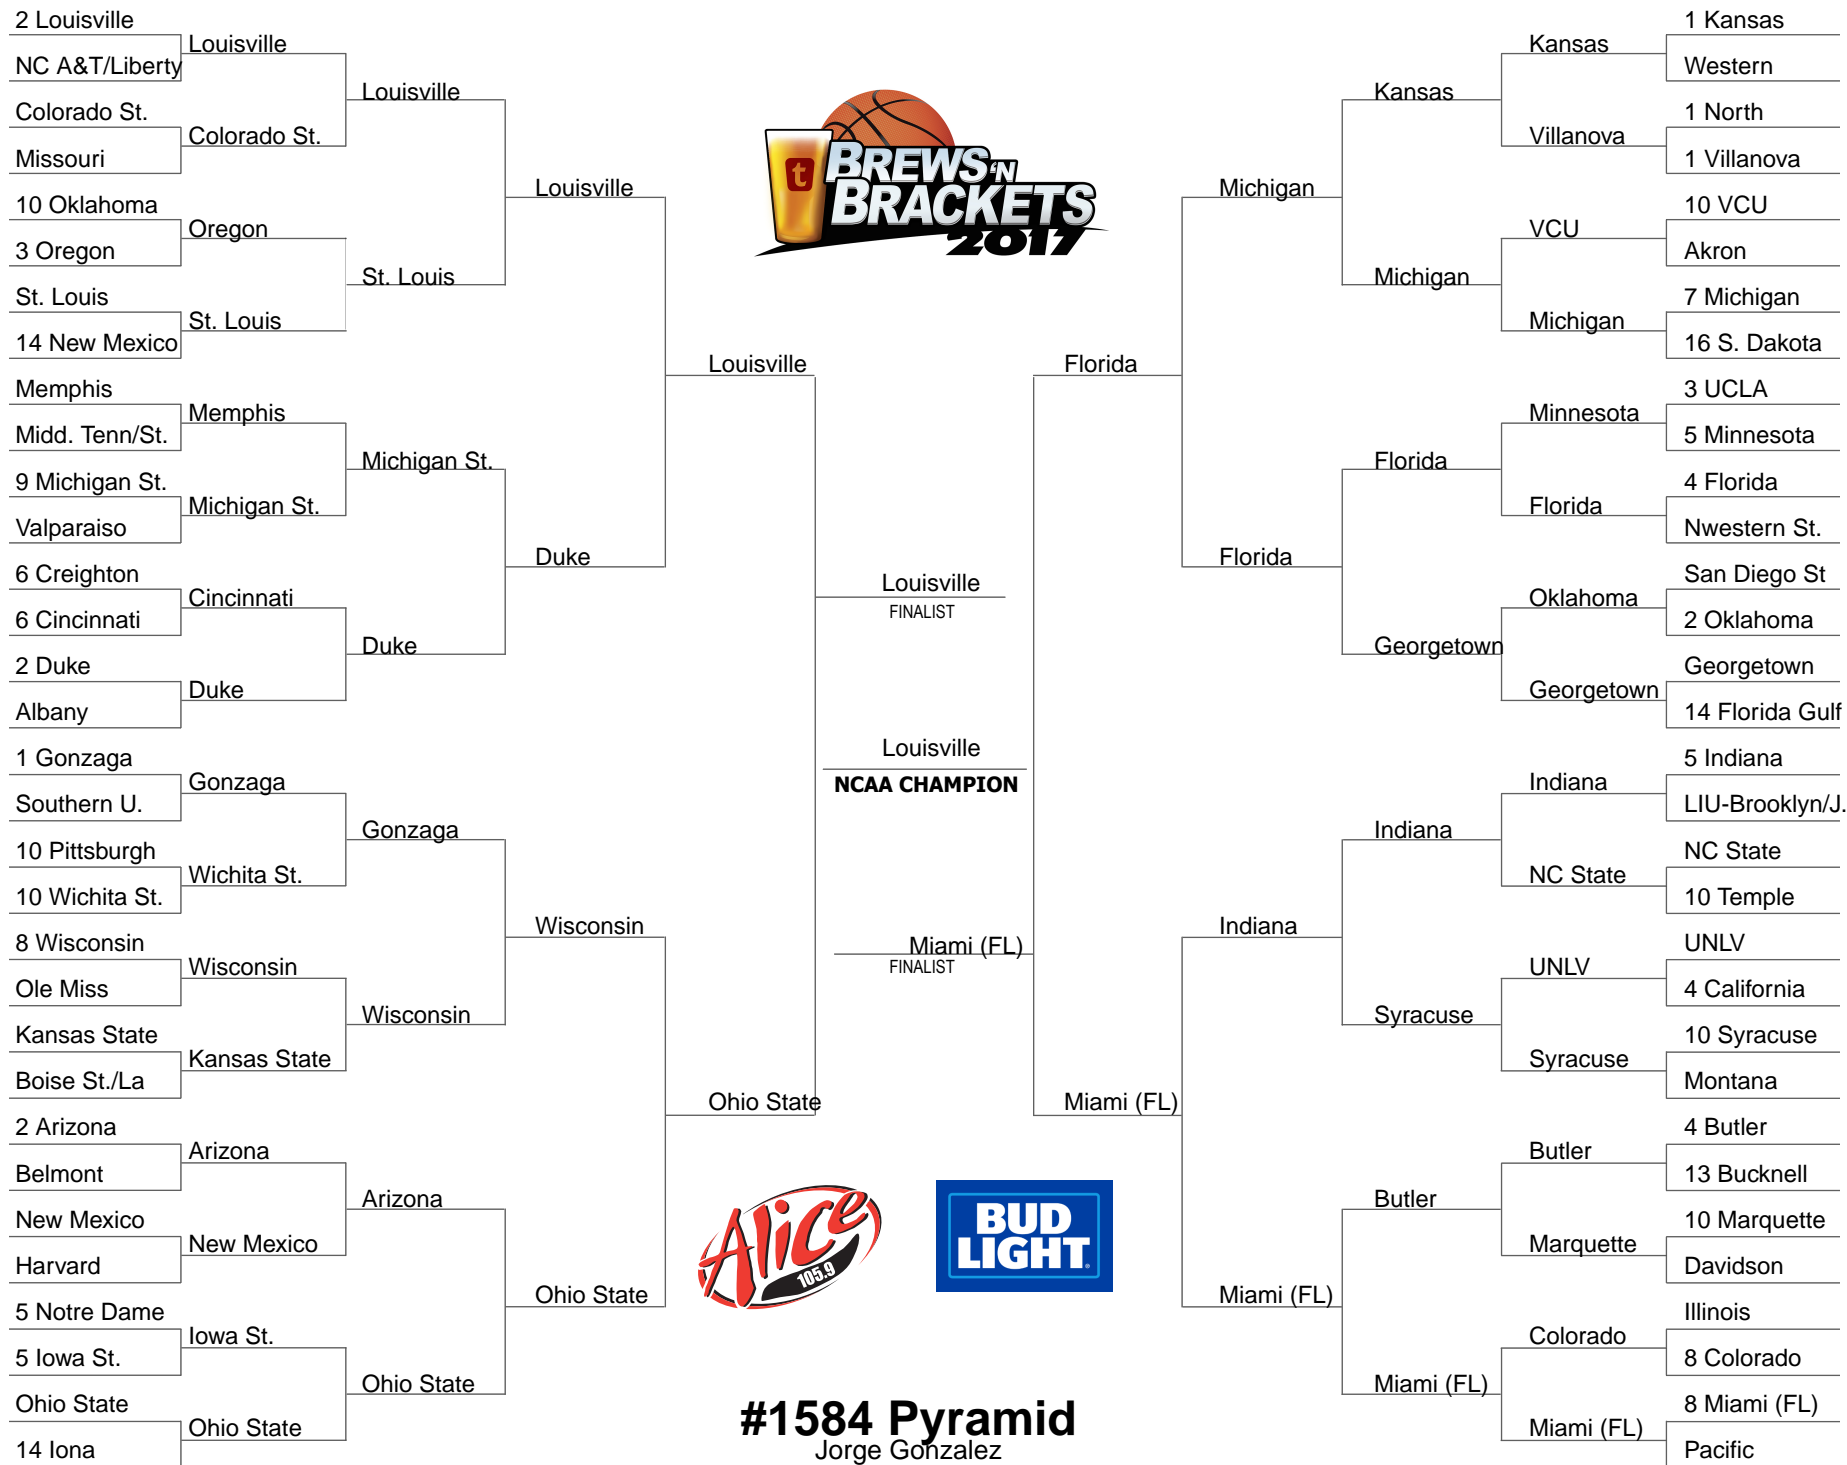 2 Louisville
NC A&T/Liberty
Colorado St.
Missouri
10 Oklahoma
3 Oregon
St. Louis
14 New Mexico
Memphis
Midd. Tenn/St.
9 Michigan St.
Valparaiso
6 Creighton
6 Cincinnati
2 Duke
Albany
1 Gonzaga
Southern U.
10 Pittsburgh
10 Wichita St.
8 Wisconsin
Ole Miss
Kansas State
Boise St./La
2 Arizona
Belmont
New Mexico
Harvard
5 Notre Dame
5 Iowa St.
Ohio State
14 Iona
Louisville
Colorado St.
Oregon
St. Louis
Memphis
Michigan St.
Cincinnati
Duke
Gonzaga
Wichita St.
Wisconsin
Kansas State
Arizona
New Mexico
Iowa St.
Ohio State
Louisville
St. Louis
Michigan St.
Duke
Gonzaga
Wisconsin
Arizona
Ohio State
Louisville
Duke
Wisconsin
Ohio State
Louisville
Ohio State
t
BREWS 'N
BRACKETS
2017
Louisville
FINALIST
Louisville
NCAA CHAMPION
Miami (FL)
FINALIST
Alice
105.9
BUD
LIGHT
#1584 Pyramid
Jorge Gonzalez
Florida
Miami (FL)
Michigan
Florida
Indiana
Miami (FL)
Kansas
Michigan
Florida
Georgetown
Indiana
Syracuse
Butler
Miami (FL)
Kansas
Villanova
VCU
Michigan
Minnesota
Florida
Oklahoma
Georgetown
Indiana
NC State
UNLV
Syracuse
Butler
Marquette
Colorado
Miami (FL)
1 Kansas
Western
1 North
1 Villanova
10 VCU
Akron
7 Michigan
16 S. Dakota
3 UCLA
5 Minnesota
4 Florida
Nwestern St.
San Diego St
2 Oklahoma
Georgetown
14 Florida Gulf
5 Indiana
LIU-Brooklyn/J.
NC State
10 Temple
UNLV
4 California
10 Syracuse
Montana
4 Butler
13 Bucknell
10 Marquette
Davidson
Illinois
8 Colorado
8 Miami (FL)
Pacific